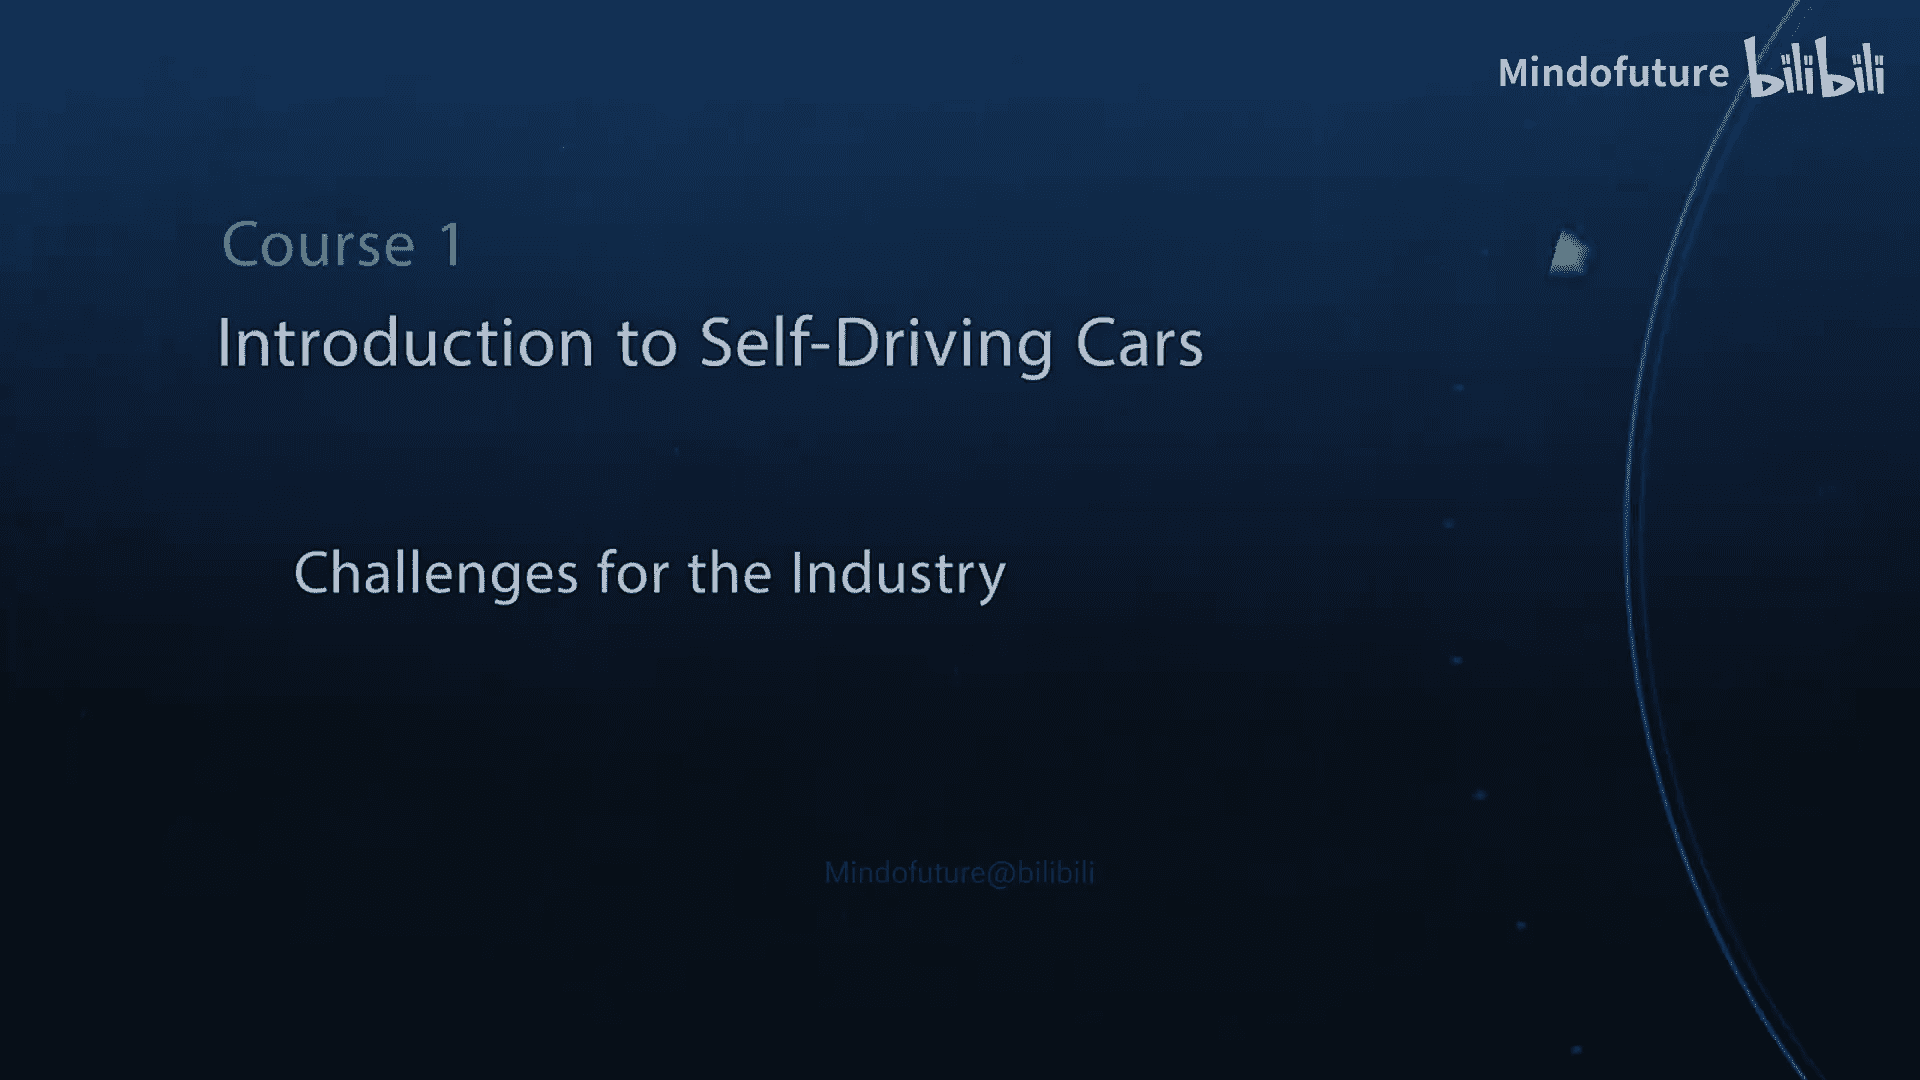 Mindofuture bilibili
Course 1
Introduction to Self-Driving Cars
Challenges for the Industry
Mindofuture@bilibili